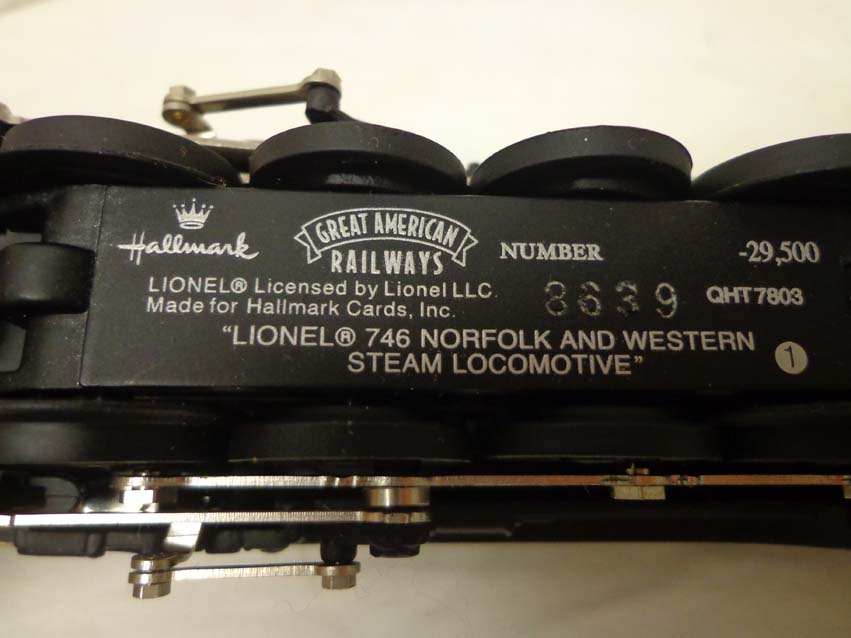 Hallmark
GREAT AMERICAN
RAILWAYS
NUMBER
8639
-29,500
QHT7803
LIONEL® Licensed by Lionel LLC.
Made for Hallmark Cards, Inc.
"LIONEL® 746 NORFOLK AND WESTERN
STEAM LOCOMOTIVE"
1